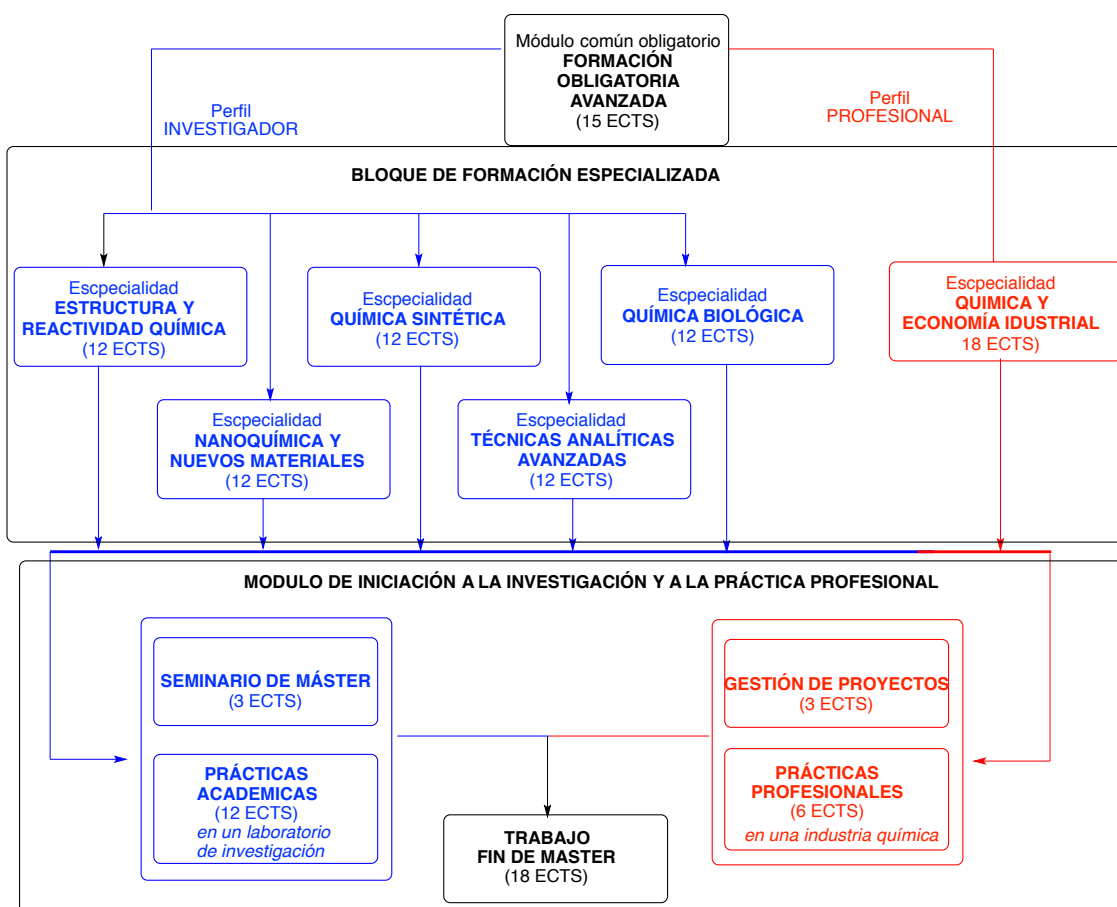 Módulo común obligatorio
FORMACIÓN
OBLIGATORIA
AVANZADA
(15 ECTS)
Perfil
INVESTIGADOR
Perfil
PROFESIONAL
BLOQUE DE FORMACIÓN ESPECIALIZADA
Escpecialidad
ESTRUCTURA Y
REACTIVIDAD QUÍMICA
(12 ECTS)
Escpecialidad
QUÍMICA SINTÉTICA
(12 ECTS)
Escpecialidad
QUÍMICA BIOLÓGICA
(12 ECTS)
Escpecialidad
QUIMICA Y
ECONOMÍA IDUSTRIAL
18 ECTS)
Escpecialidad
NANOQUÍMICA Y
NUEVOS MATERIALES
(12 ECTS)
Escpecialidad
TÉCNICAS ANALÍTICAS
AVANZADAS
(12 ECTS)
MODULO DE INICIACIÓN A LA INVESTIGACIÓN Y A LA PRÁCTICA PROFESIONAL
SEMINARIO DE MÁSTER
(3 ECTS)
PRÁCTICAS
ACADEMICAS
(12 ECTS)
en un laboratorio
de investigación
GESTIÓN DE PROYECTOS
(3 ECTS)
PRÁCTICAS
PROFESIONALES
(6 ECTS)
en una industria química
TRABAJO
FIN DE MASTER
(18 ECTS)